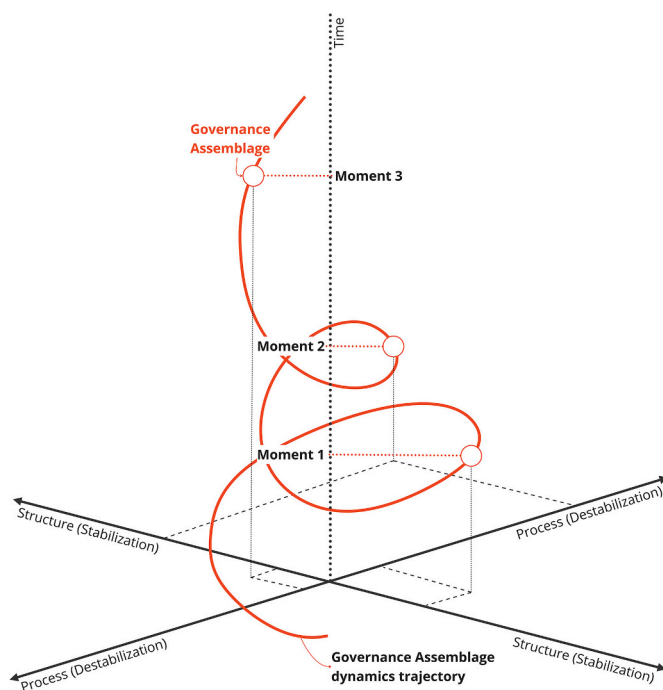 Time
Governance
Assemblage
Moment 3
Moment 2
Moment 1
Structure (Stabilization)
Process (Destabilization)
Process (Destabilization)
Structure (Stabilization)
Governance Assemblage
dynamics trajectory